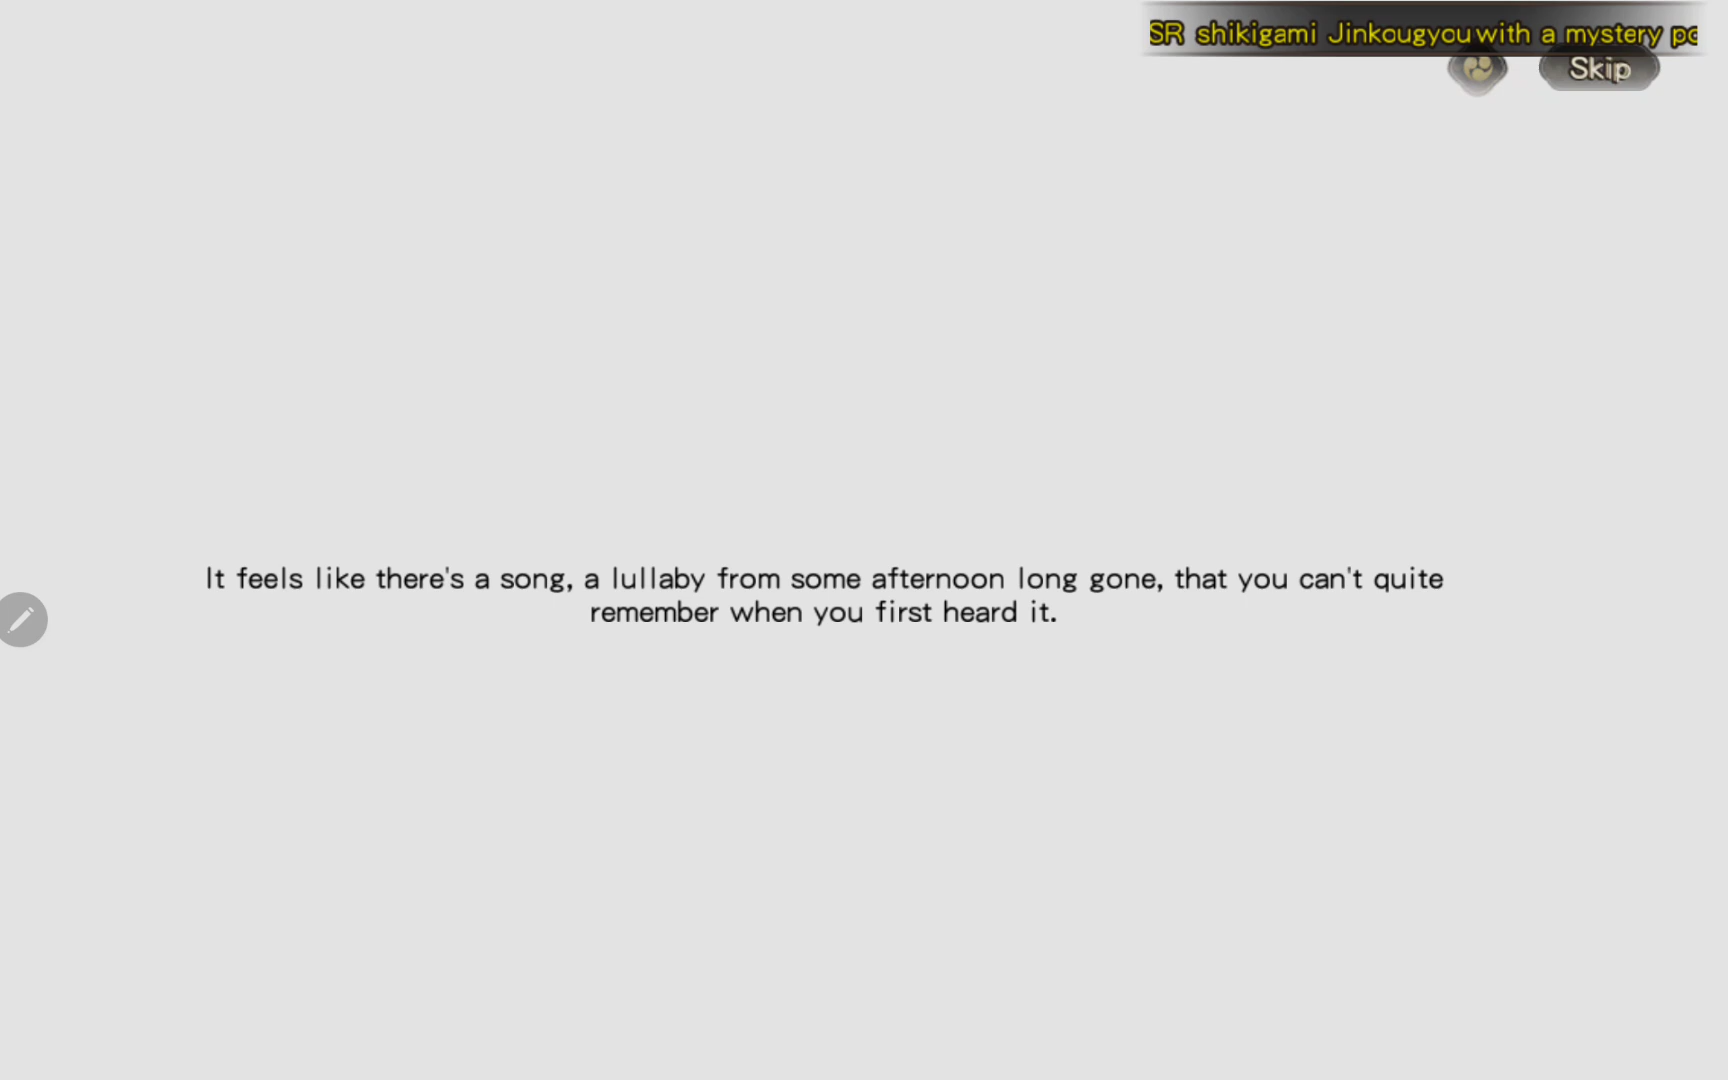 SR shikigami Jinkougyou with a mystery
Skip
It feels like there's a song, a lullaby from some afternoon long gone, that you can't quite
remember when you first heard it.